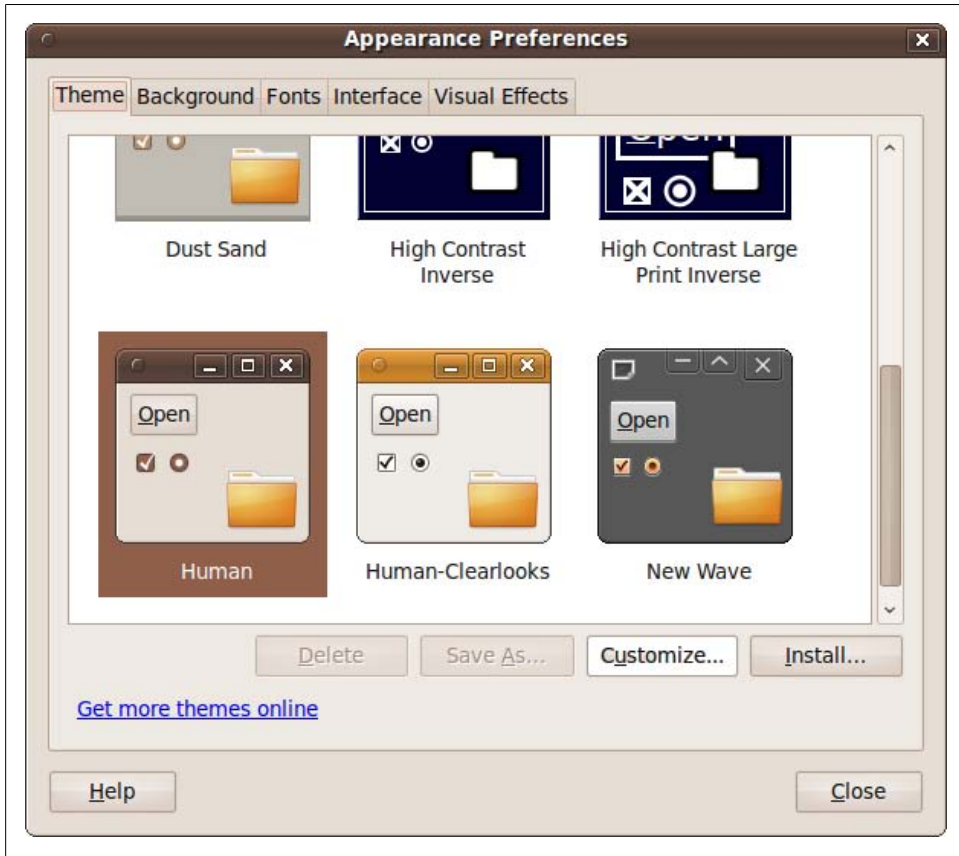 Appearance Preferences
Theme Background Fonts Interface Visual Effects
Open
Dust Sand
High Contrast
Inverse
High Contrast Large
Print Inverse
Open
Open
Open
Human
Human-Clearlooks
New Wave
Delete
Save As...
Customize...
Install...
Get more themes online
Help
Close